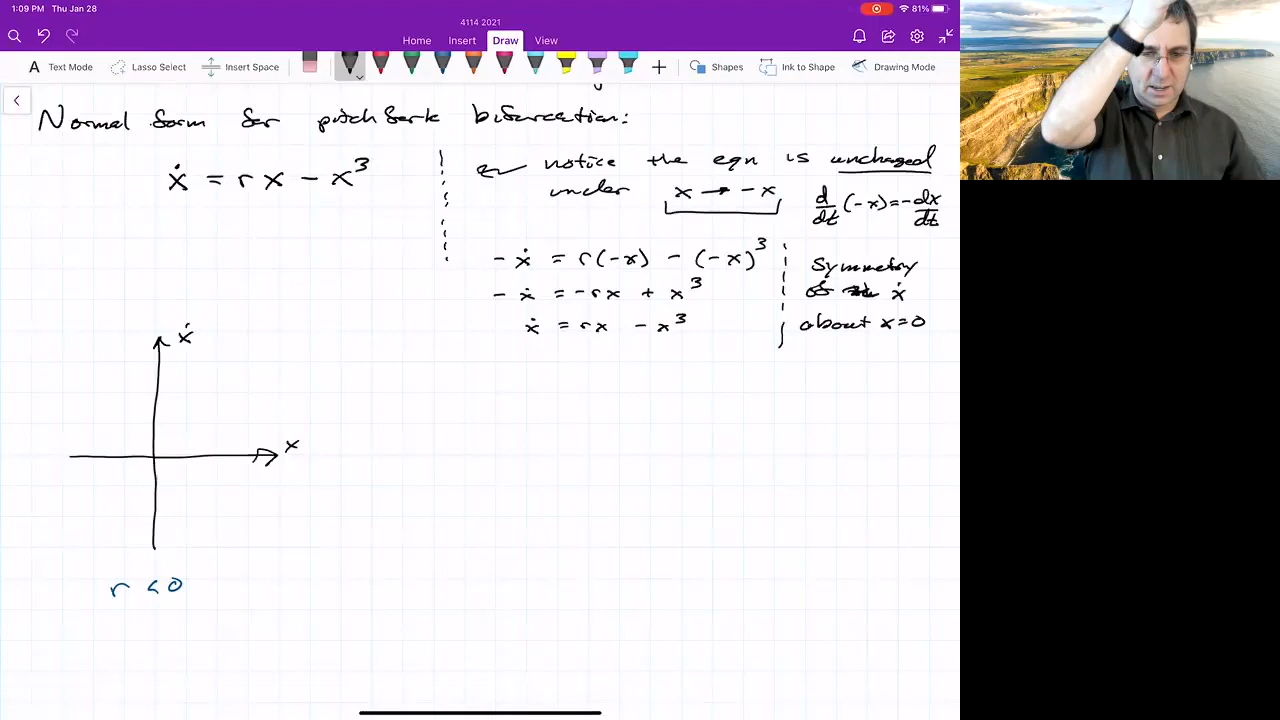 1:09 PM Thu Jan 28
81%
4114 2021
Home Insert Draw View
Text Mode Lasso Select Insert Space Shapes Ink to Shape Drawing Mode
Normal form for pitchfork bifurcation:
ẋ = rx - x³
notice the eqn is unchanged
under x → -x
d/dt (-x) = -dx/dt
-ẋ = r(-x) - (-x)³
-ẋ = -rx + x³
ẋ = rx - x³
Symmetry
of ẋ
about x=0
ẋ
x
r < 0